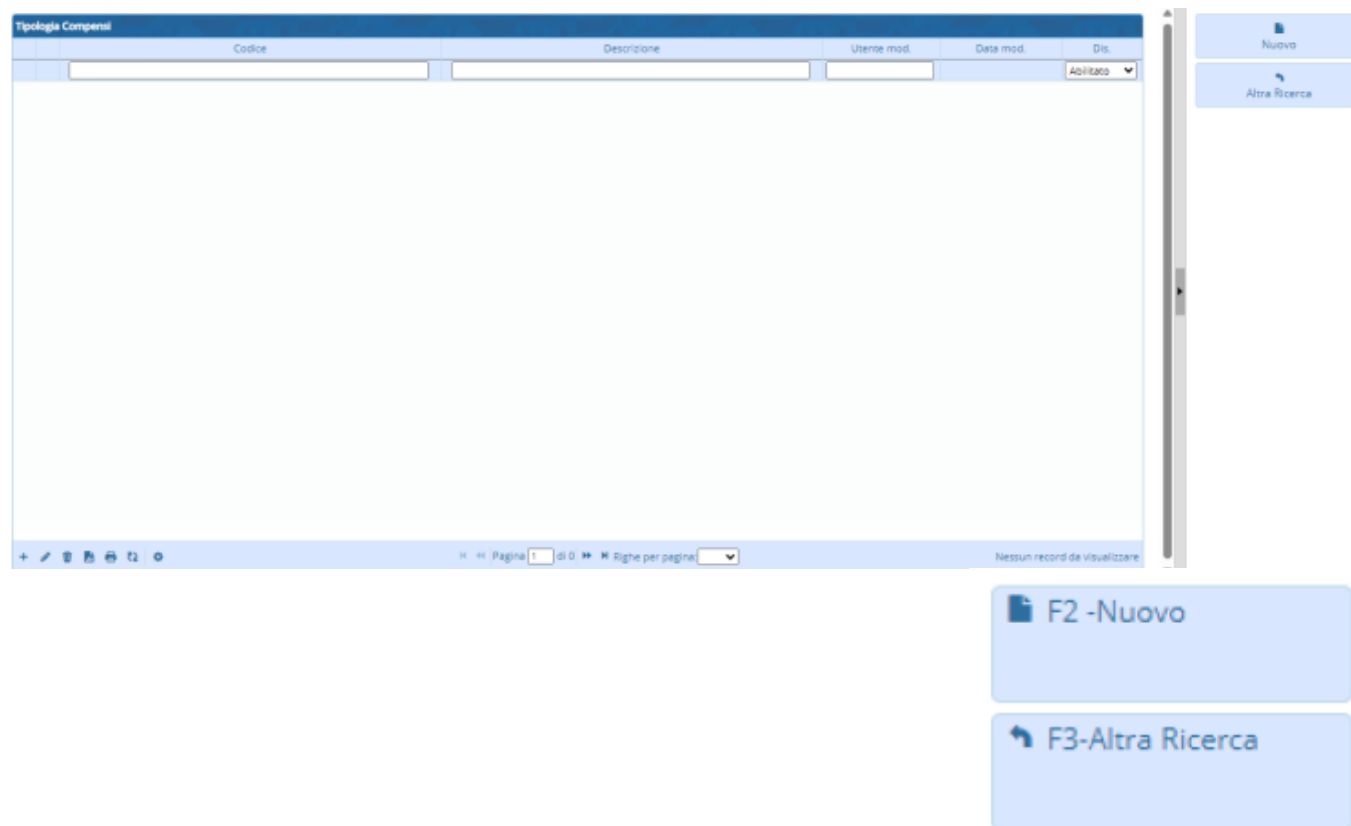 Tipologia Compensi
Codice Descrizione Utente mod. Data mod. Dis.
Abilitato
Nuovo
Altra Ricerca
Pagina 1 di 0 Righe per pagina:
Nessun record da visualizzare
F2 -Nuovo
F3-Altra Ricerca